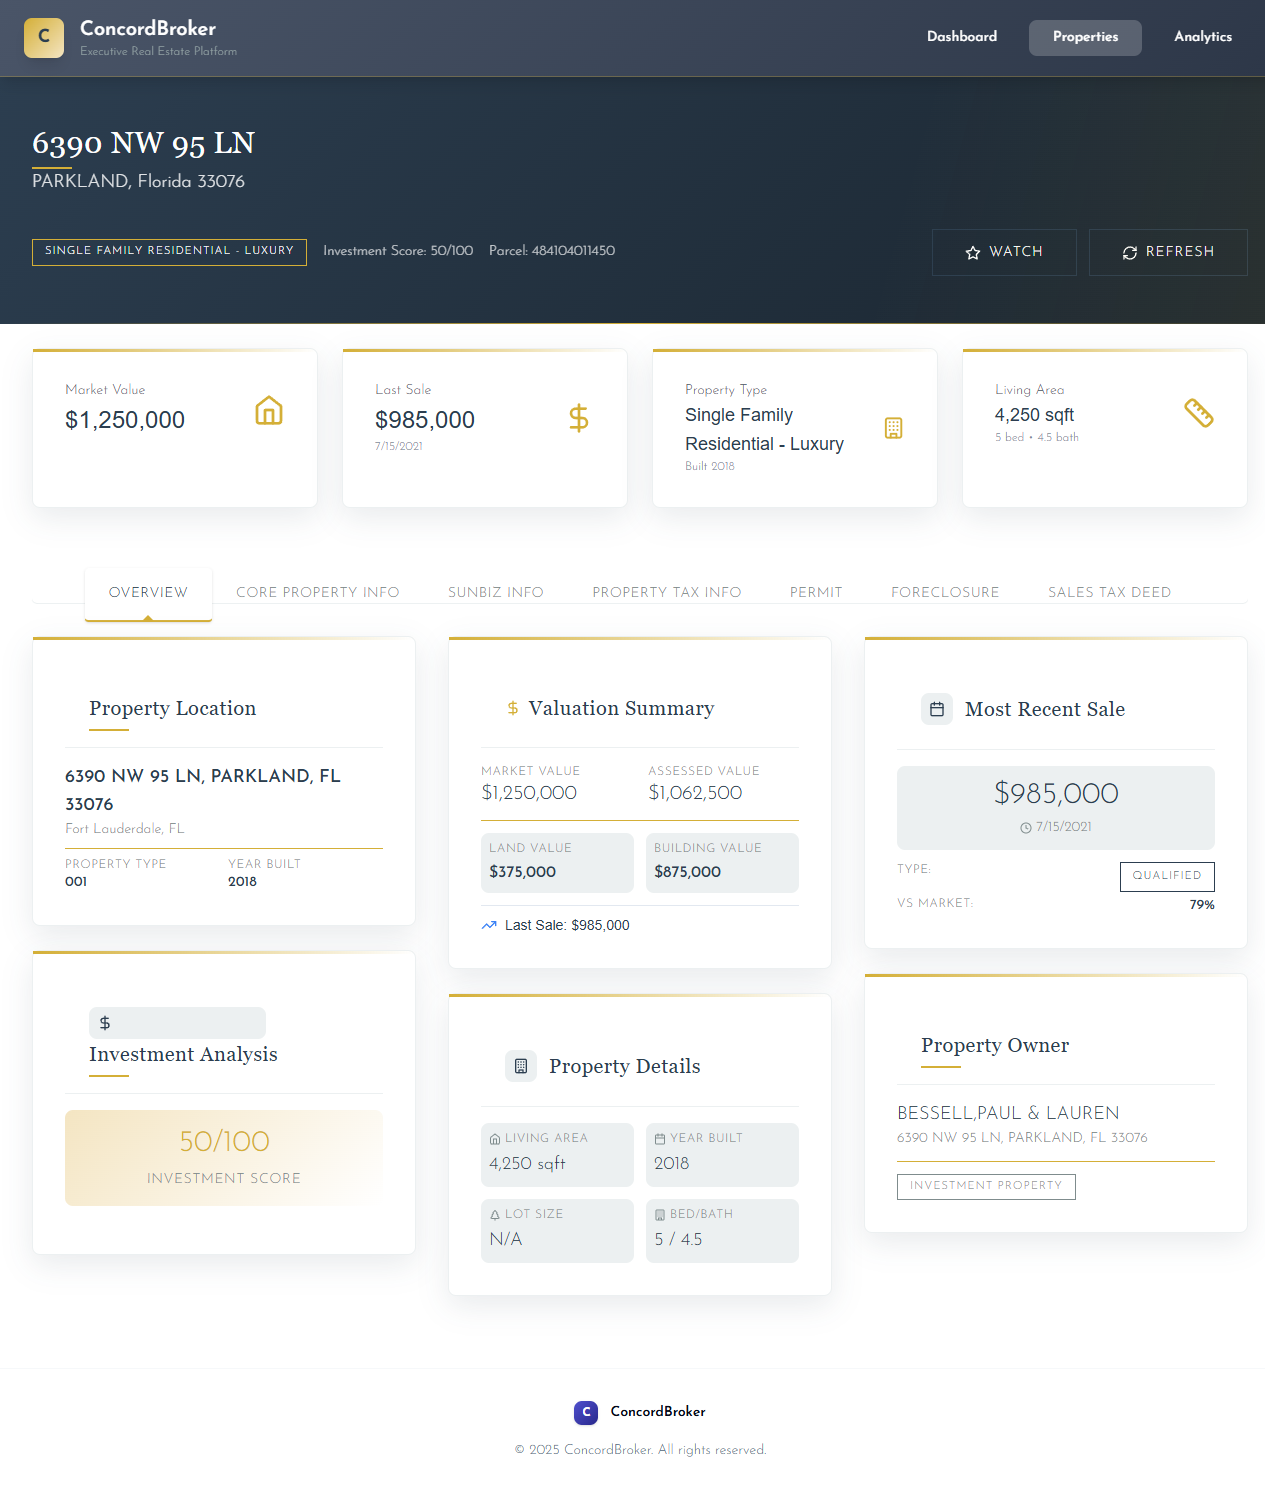 C
ConcordBroker
Executive Real Estate Platform
Dashboard
Properties
Analytics
6390 NW 95 LN
PARKLAND, Florida 33076
SINGLE FAMILY RESIDENTIAL - LUXURY
Investment Score: 50/100
Parcel: 484104011450
WATCH
REFRESH
Market Value
$1,250,000
Last Sale
$985,000
7/15/2021
Property Type
Single Family
Residential - Luxury
Built 2018
Living Area
4,250 sqft
5 bed • 4.5 bath
OVERVIEW
CORE PROPERTY INFO
SUNBIZ INFO
PROPERTY TAX INFO
PERMIT
FORECLOSURE
SALES TAX DEED
Property Location
6390 NW 95 LN, PARKLAND, FL
33076
Fort Lauderdale, FL
PROPERTY TYPE
001
YEAR BUILT
2018
Investment Analysis
50/100
INVESTMENT SCORE
Valuation Summary
MARKET VALUE
$1,250,000
ASSESSED VALUE
$1,062,500
LAND VALUE
$375,000
BUILDING VALUE
$875,000
Last Sale: $985,000
Property Details
LIVING AREA
4,250 sqft
YEAR BUILT
2018
LOT SIZE
N/A
BED/BATH
5 / 4.5
Most Recent Sale
$985,000
7/15/2021
TYPE:
QUALIFIED
VS MARKET:
79%
Property Owner
BESSELL,PAUL & LAUREN
6390 NW 95 LN, PARKLAND, FL 33076
INVESTMENT PROPERTY
C
ConcordBroker
© 2025 ConcordBroker. All rights reserved.